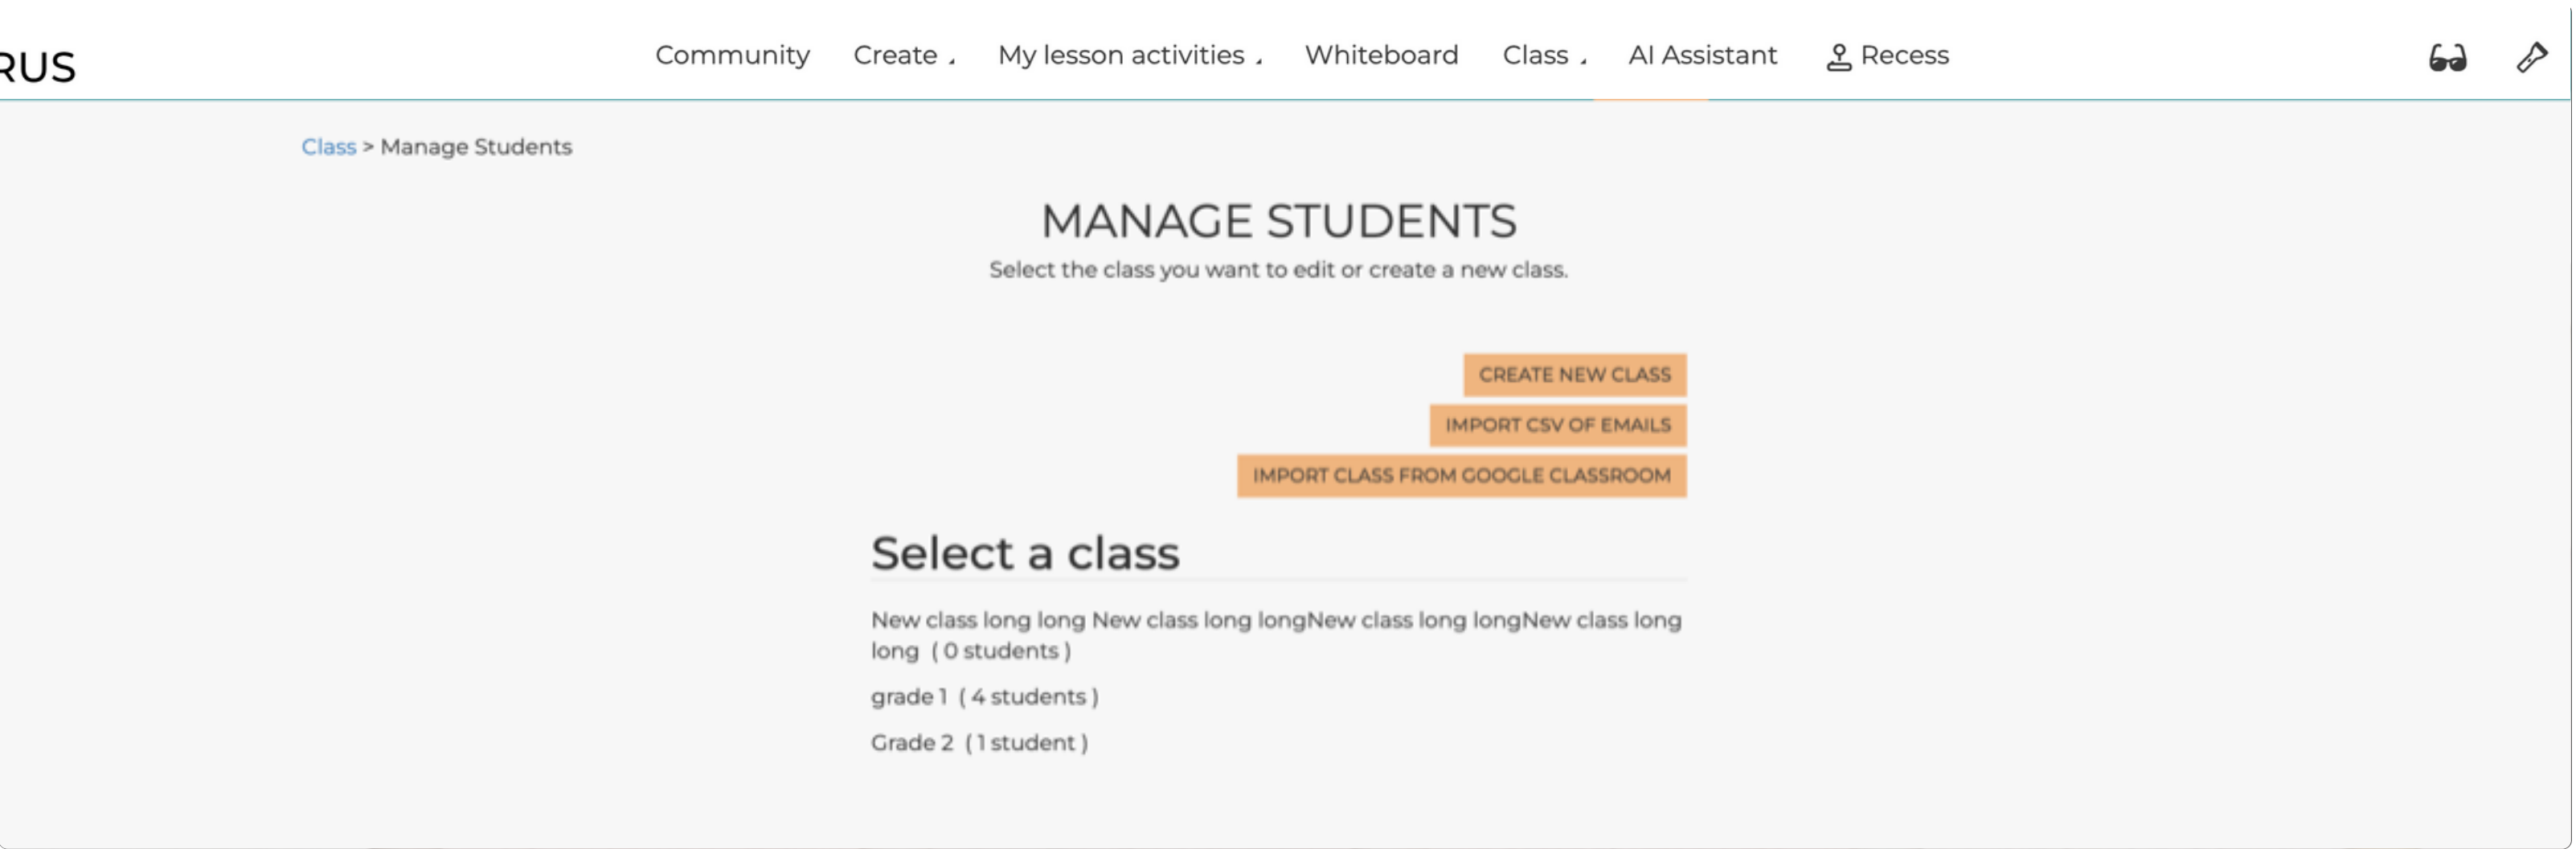 RUS
Community Create My lesson activities Whiteboard Class AI Assistant Recess
Class > Manage Students
MANAGE STUDENTS
Select the class you want to edit or create a new class.
CREATE NEW CLASS
IMPORT CSV OF EMAILS
IMPORT CLASS FROM GOOGLE CLASSROOM
Select a class
New class long long New class long longNew class long longNew class long
long ( 0 students )
grade 1 ( 4 students )
Grade 2 ( 1 student )